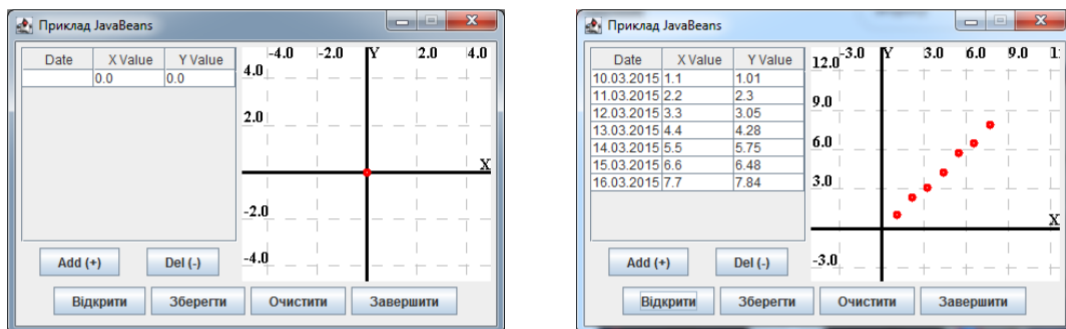 Приклад JavaBeans
Date X Value Y Value
0.0 0.0
-4.0 -2.0 Y 2.0 4.0
4.0
2.0
X
-2.0
-4.0
Add (+) Del (-)
Відкрити Зберегти Очистити Завершити
Приклад JavaBeans
Date X Value Y Value
10.03.2015 1.1 1.01
11.03.2015 2.2 2.3
12.03.2015 3.3 3.05
13.03.2015 4.4 4.28
14.03.2015 5.5 5.75
15.03.2015 6.6 6.48
16.03.2015 7.7 7.84
-3.0 Y 3.0 6.0 9.0
12.0
9.0
6.0
3.0
X
-3.0
Add (+) Del (-)
Відкрити Зберегти Очистити Завершити